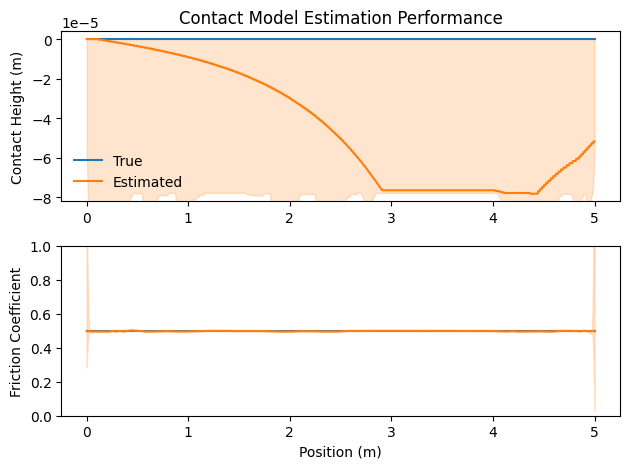 Contact Model Estimation Performance
1e−5
Contact Height (m)
0
−2
−4
−6
−8
True
Estimated
0 1 2 3 4 5
Friction Coefficient
1.0
0.8
0.6
0.4
0.2
0.0
0 1 2 3 4 5
Position (m)